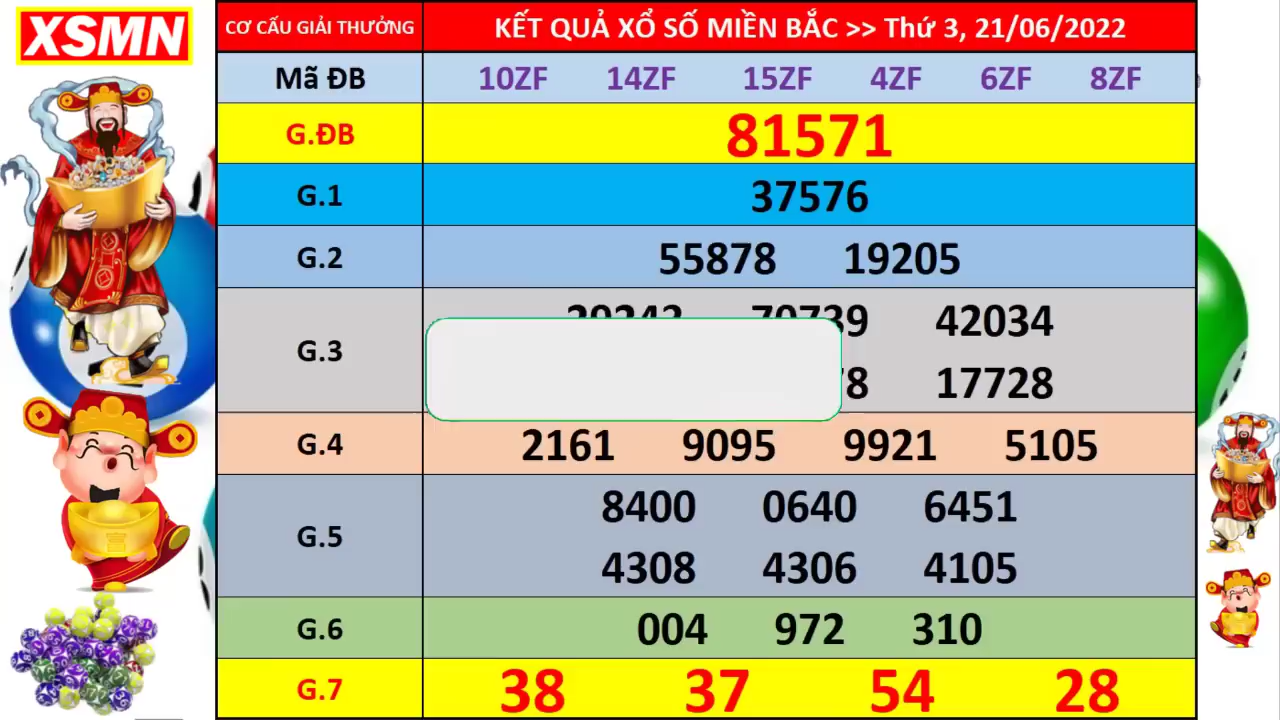 XSMN
CƠ CẤU GIẢI THƯỞNG
KẾT QUẢ XỔ SỐ MIỀN BẮC >> Thứ 3, 21/06/2022
Mã ĐB 10ZF 14ZF 15ZF 4ZF 6ZF 8ZF
G.ĐB 81571
G.1 37576
G.2 55878 19205
G.3 42034
17728
G.4 2161 9095 9921 5105
G.5 8400 0640 6451
4308 4306 4105
G.6 004 972 310
G.7 38 37 54 28